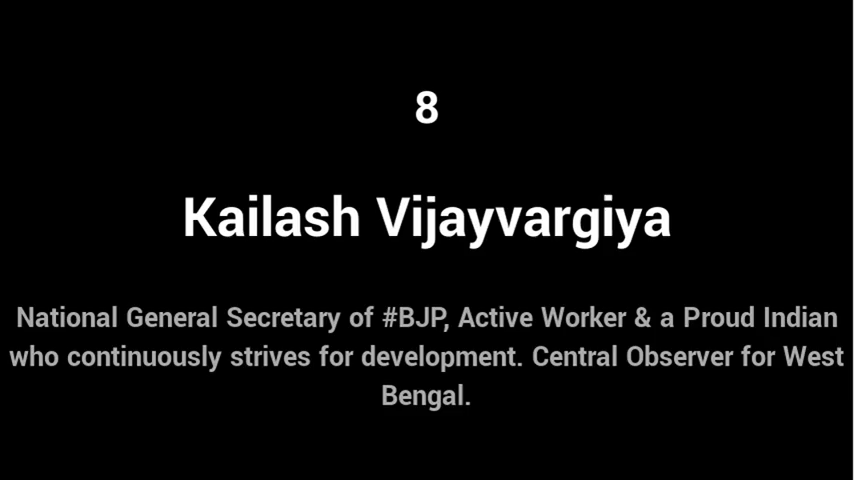 8
Kailash Vijayvargiya
National General Secretary of #BJP, Active Worker & a Proud Indian
who continuously strives for development. Central Observer for West
Bengal.